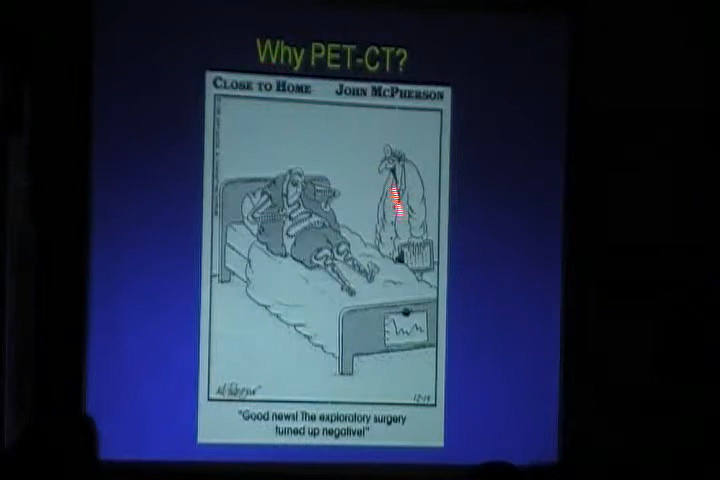 Why PET-CT?
CLOSE TO HOME JOHN MCPHERSON
"Good news! The exploratory surgery
turned up negative!"